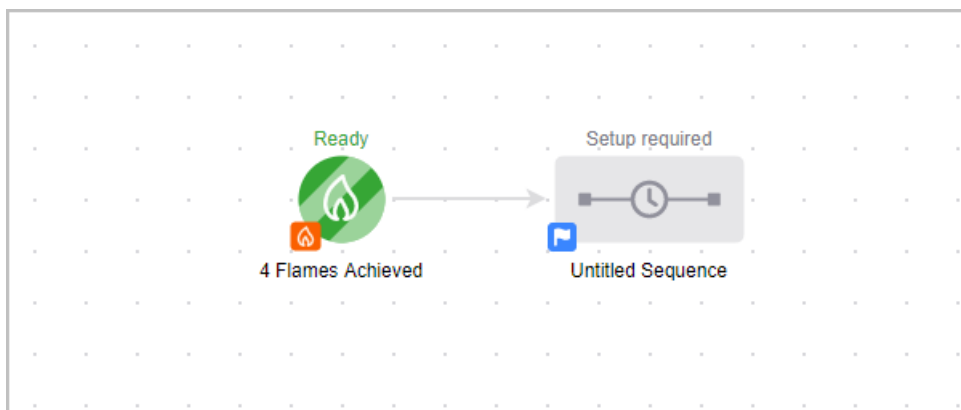 Ready
Setup required
4 Flames Achieved
Untitled Sequence